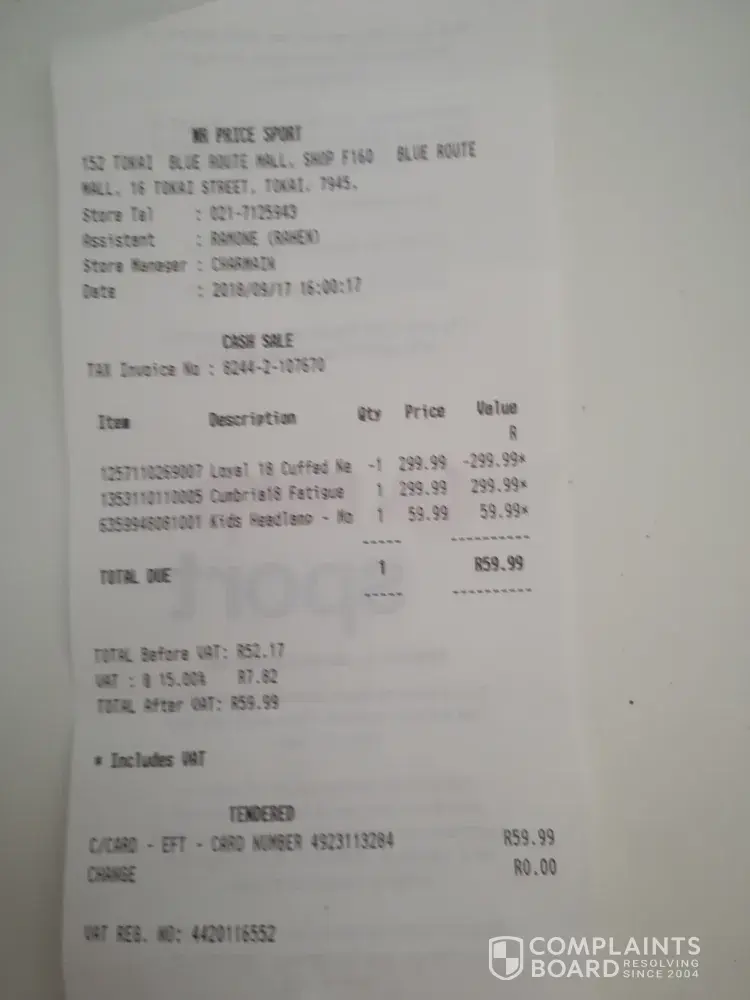 MR PRICE SPORT
152 TOKAI BLUE ROUTE MALL, SHOP F160 BLUE ROUTE
MALL, 16 TOKAI STREET, TOKAI, 7945.
Store Tel : 021-7125943
Assistant : RAMONE (RAHEN)
Store Manager : CHARMAIN
Date : 2018/09/17 16:00:17
CASH SALE
TAX Invoice No : 8244-2-107670
Item Description Qty Price Value
R
1257110269007 Loyal 18 Cuffed Ne -1 299.99 -299.99*
1353110110005 Cumbria18 Fatigue 1 299.99 299.99*
6359948081001 Kids Headlamp - No 1 59.99 59.99*
TOTAL DUE 1 R59.99
TOTAL Before VAT: R52.17
VAT : @ 15.00% R7.82
TOTAL After VAT: R59.99
* Includes VAT
TENDERED
C/CARD - EFT - CARD NUMBER 4923113284 R59.99
CHANGE R0.00
VAT REG. NO: 4420116552
sport
COMPLAINTS
BOARD RESOLVING
SINCE 2004